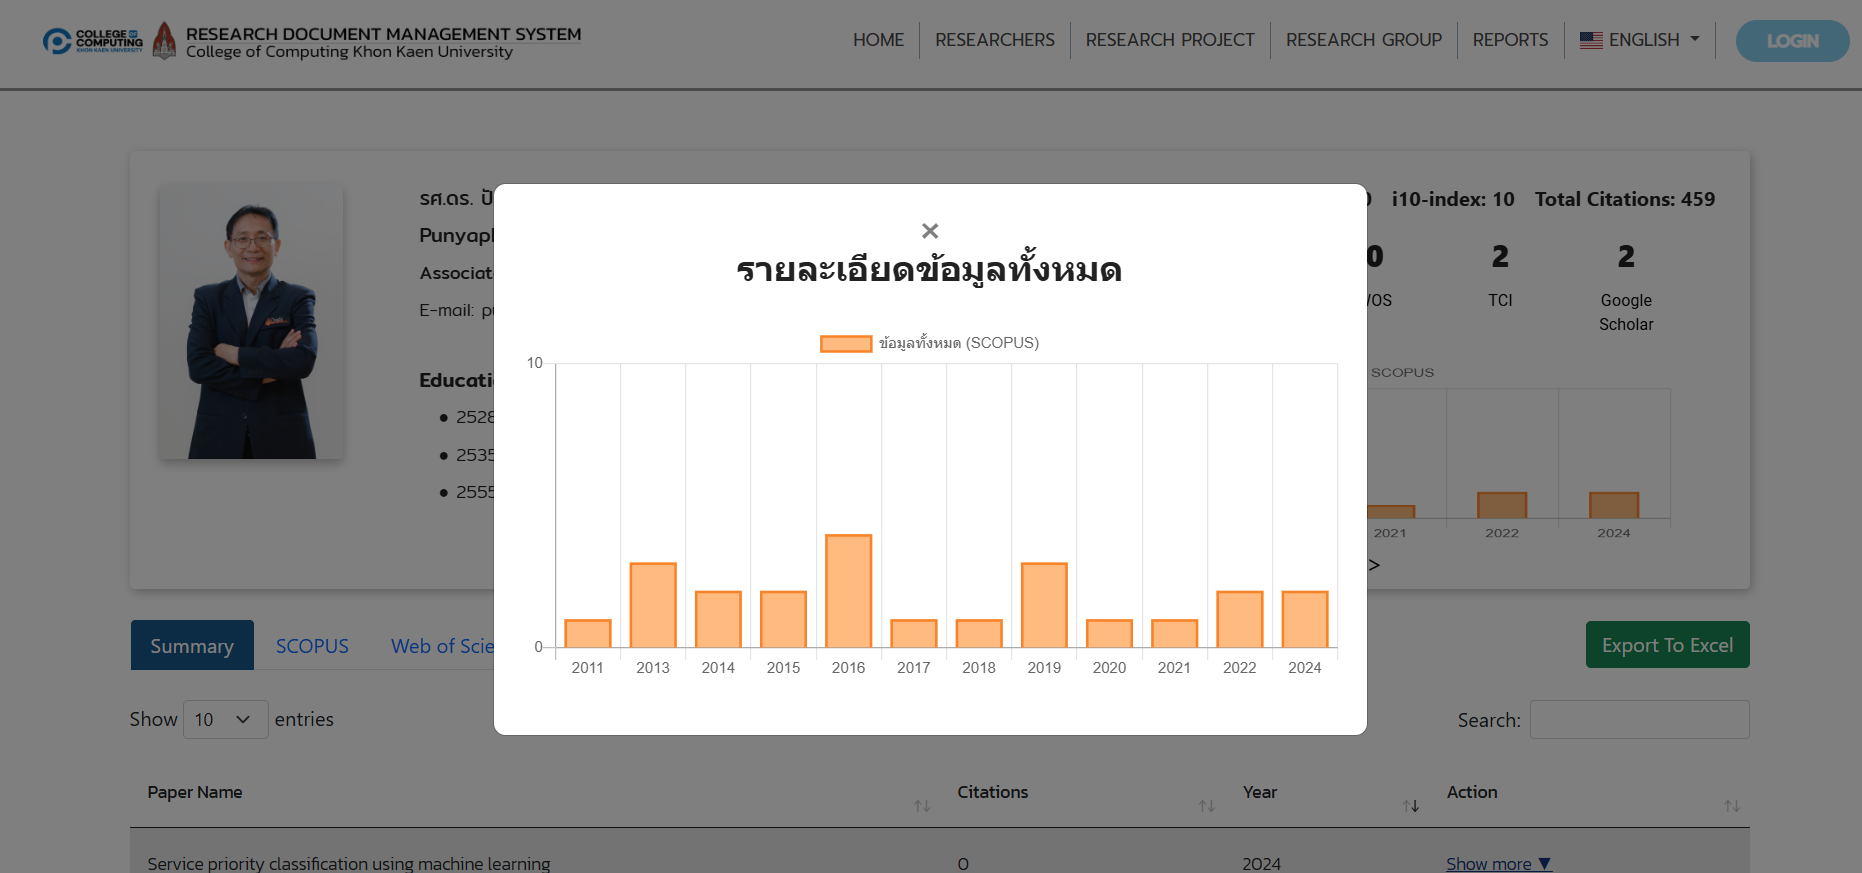 COLLEGE OF
COMPUTING
KHON KAEN UNIVERSITY
RESEARCH DOCUMENT MANAGEMENT SYSTEM
College of Computing Khon Kaen University
HOME
RESEARCHERS
RESEARCH PROJECT
RESEARCH GROUP
REPORTS
ENGLISH
LOGIN
รศ.ดร.
i10-index: 10
Total Citations: 459
E-mail:
0
2
2
TCI
Google
Scholar
SCOPUS
2021
2022
2024
>
2528
2535
2555
×
รายละเอียดข้อมูลทั้งหมด
ข้อมูลทั้งหมด (SCOPUS)
10
0
2011 2013 2014 2015 2016 2017 2018 2019 2020 2021 2022 2024
Summary
SCOPUS
Web of Scie
Export To Excel
Show 10 entries
Search:
Paper Name
Citations
Year
Action
Service priority classification using machine learning
0
2024
Show more ▼